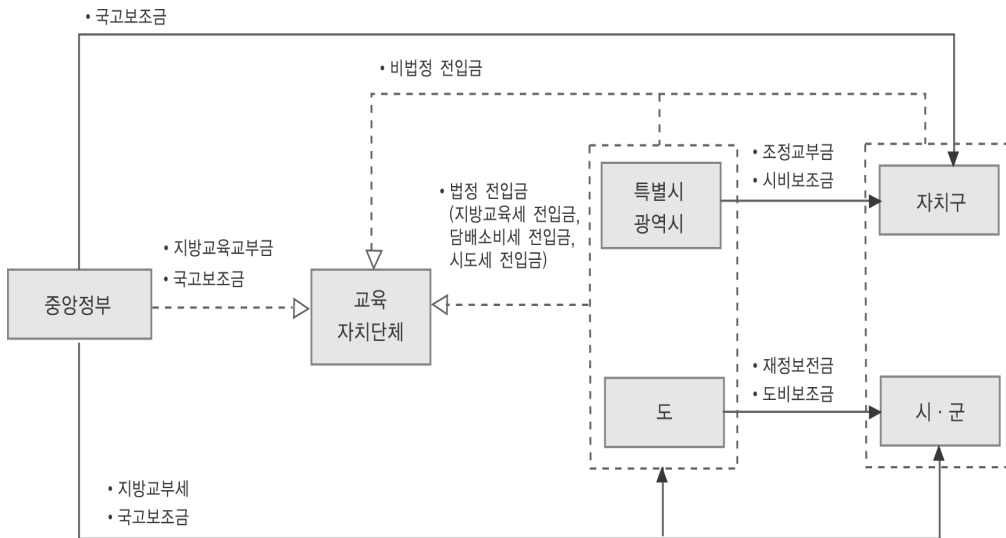 • 국고보조금
• 비법정 전입금
• 조정교부금
• 시비보조금
특별시
광역시
자치구
• 법정 전입금
(지방교육세 전입금,
담배소비세 전입금,
시도세 전입금)
• 지방교육교부금
• 국고보조금
중앙정부
교육
자치단체
• 재정보전금
• 도비보조금
도
시 · 군
• 지방교부세
• 국고보조금